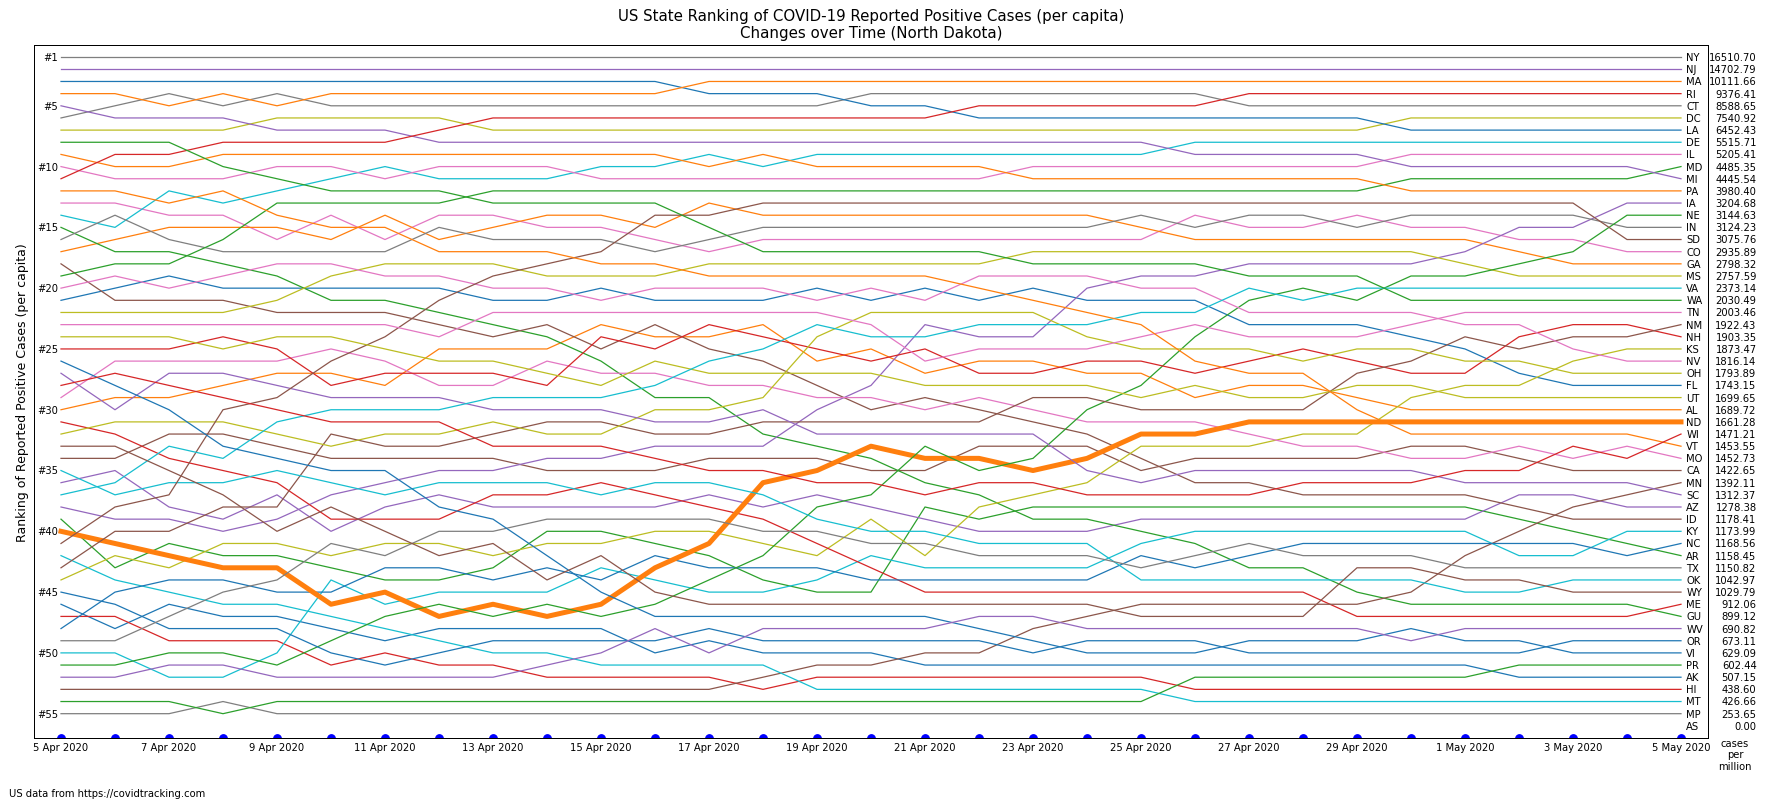 US State Ranking of COVID-19 Reported Positive Cases (per capita)
Changes over Time (North Dakota)
Ranking of Reported Positive Cases (per capita)
#1
#5
#10
#15
#20
#25
#30
#35
#40
#45
#50
#55
NY 16510.70
NJ 14702.79
MA 10111.66
RI 9376.41
CT 8588.65
DC 7540.92
LA 6452.43
DE 5515.71
IL 5205.41
MD 4485.35
MI 4445.54
PA 3980.40
IA 3204.68
NE 3144.63
IN 3124.23
SD 3075.76
CO 2935.89
GA 2798.32
MS 2757.59
VA 2373.14
WA 2030.49
TN 2003.46
NM 1922.43
NH 1903.35
KS 1873.47
NV 1816.14
OH 1793.89
FL 1743.15
UT 1699.65
AL 1689.72
ND 1661.28
WI 1471.21
VT 1453.55
MO 1452.73
CA 1422.65
MN 1392.11
SC 1312.37
AZ 1278.38
ID 1178.41
KY 1173.99
NC 1168.56
AR 1158.45
TX 1150.82
OK 1042.97
WY 1029.79
ME 912.06
GU 899.12
WV 690.82
OR 673.11
VI 629.09
PR 602.44
AK 507.15
HI 438.60
MT 426.66
MP 253.65
AS 0.00
5 Apr 2020 7 Apr 2020 9 Apr 2020 11 Apr 2020 13 Apr 2020 15 Apr 2020 17 Apr 2020 19 Apr 2020 21 Apr 2020 23 Apr 2020 25 Apr 2020 27 Apr 2020 29 Apr 2020 1 May 2020 3 May 2020 5 May 2020
cases
per
million
US data from https://covidtracking.com